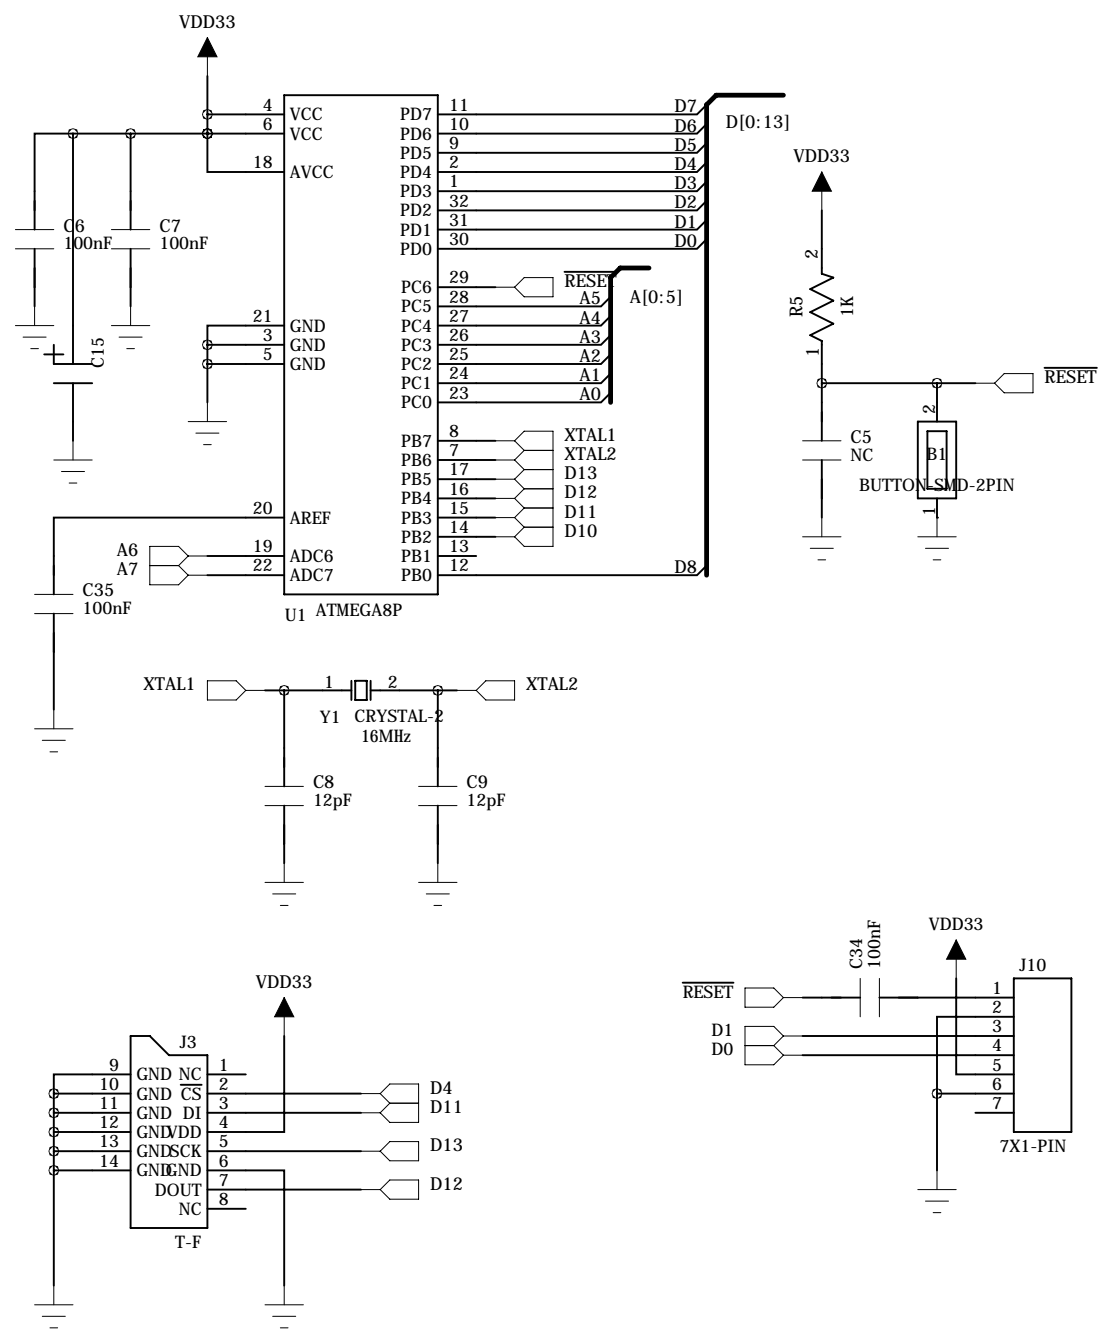 VDD33
4 VCC PD7 11 D7
6 VCC PD6 10 D6
PD5 9 D5
18 AVCC PD4 2 D4
PD3 1 D3
PD2 32 D2
PD1 31 D1
PD0 30 D0
D[0:13]
C6
100nF
C7
100nF
C15
PC6 29 RESET
PC5 28 A5
21 GND PC4 27 A4
3 GND PC3 26 A3
5 GND PC2 25 A2
PC1 24 A1
PC0 23 A0
A[0:5]
PB7 8 XTAL1
PB6 7 XTAL2
PB5 17 D13
PB4 16 D12
20 AREF PB3 15 D11
PB2 14 D10
A6 19 ADC6 PB1 13
A7 22 ADC7 PB0 12 D8
C35
100nF
U1 ATMEGA8P
VDD33
2
R5 1K
1
RESET
C5
NC
2
B1
BUTTON-SMD-2PIN
1
XTAL1 1 2 XTAL2
Y1 CRYSTAL-2
16MHz
C8
12pF
C9
12pF
VDD33
J3
9 GND NC 1
10 GND CS 2 D4
11 GND DI 3 D11
12 GND VDD 4
13 GND SCK 5 D13
14 GND GND 6
DOUT 7 D12
NC 8
T-F
C34
100nF
VDD33
J10
RESET 1
2
D1 3
D0 4
5
6
7
7X1-PIN